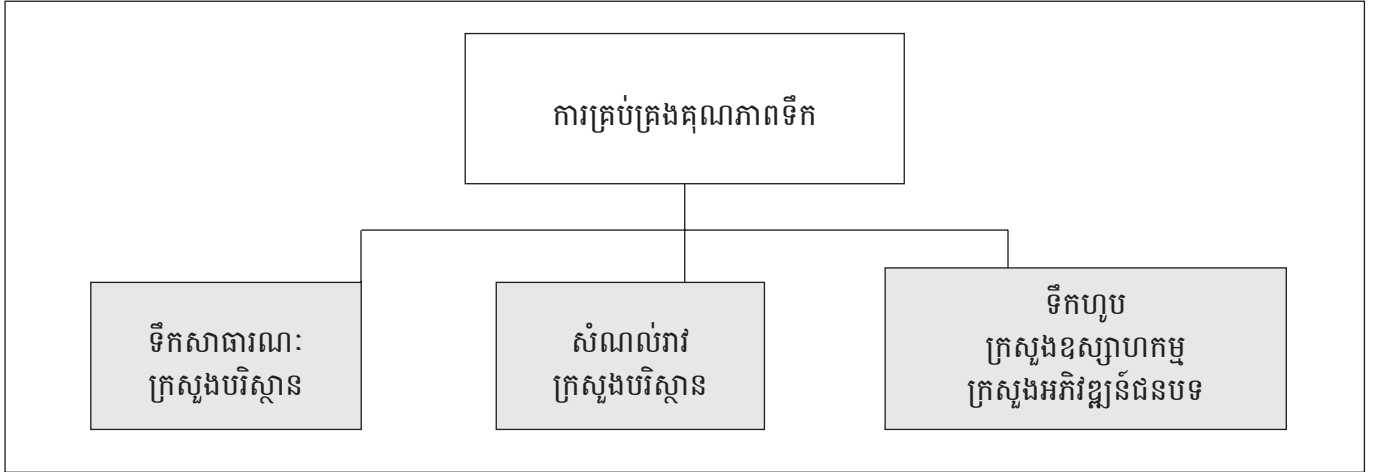 ការគ្រប់គ្រងគុណភាពទឹក
ទឹកសាធារណៈ
ក្រសួងបរិស្ថាន
សំណល់រាវ
ក្រសួងបរិស្ថាន
ទឹកហូប
ក្រសួងឧស្សាហកម្ម
ក្រសួងអភិវឌ្ឍន៍ជនបទ